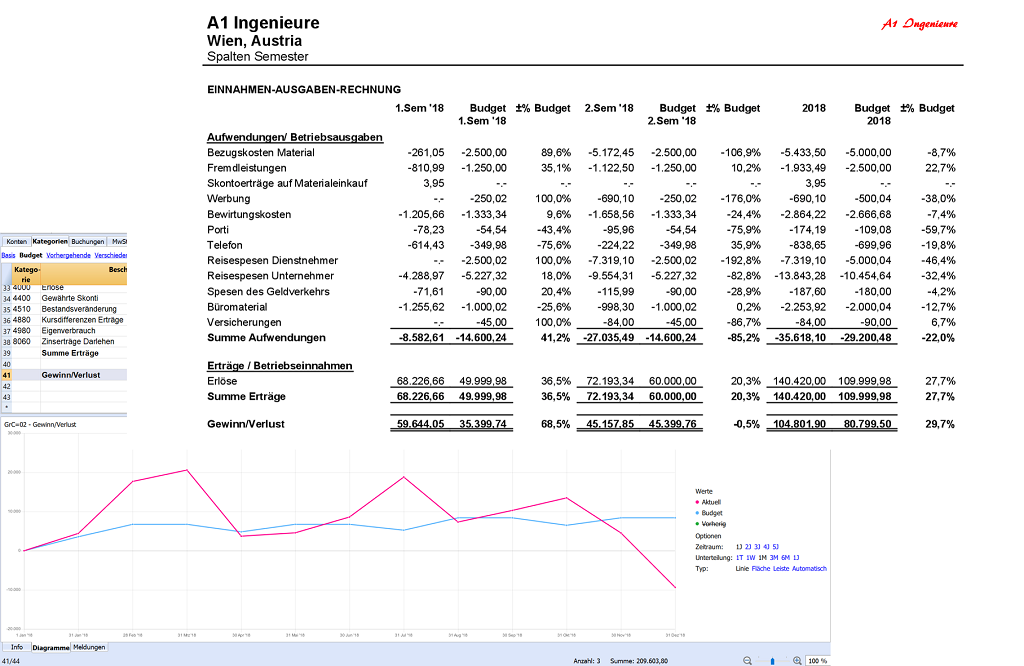 A1 Ingenieure
A1 Ingenieure
Wien, Austria
Spalten Semester
EINNAHMEN-AUSGABEN-RECHNUNG
1.Sem '18 Budget ±% Budget 2.Sem '18 Budget ±% Budget 2018 Budget ±% Budget
1.Sem '18 2.Sem '18 2018
Aufwendungen/ Betriebsausgaben
Bezugskosten Material -261,05 -2.500,00 89,6% -5.172,45 -2.500,00 -106,9% -5.433,50 -5.000,00 -8,7%
Fremdleistungen -810,99 -1.250,00 35,1% -1.122,50 -1.250,00 10,2% -1.933,49 -2.500,00 22,7%
Skontoerträge auf Materialeinkauf 3,95 -.- -.- -.- -.- -.- 3,95 -.- -.-
Werbung -.- -250,02 100,0% -690,10 -250,02 -176,0% -690,10 -500,04 -38,0%
Bewirtungskosten -1.205,66 -1.333,34 9,6% -1.658,56 -1.333,34 -24,4% -2.864,22 -2.666,68 -7,4%
Porti -78,23 -54,54 -43,4% -95,96 -54,54 -75,9% -174,19 -109,08 -59,7%
Telefon -614,43 -349,98 -75,6% -224,22 -349,98 35,9% -838,65 -699,96 -19,8%
Reisespesen Dienstnehmer -.- -2.500,02 100,0% -7.319,10 -2.500,02 -192,8% -7.319,10 -5.000,04 -46,4%
Reisespesen Unternehmer -4.288,97 -5.227,32 18,0% -9.554,31 -5.227,32 -82,8% -13.843,28 -10.454,64 -32,4%
Spesen des Geldverkehrs -71,61 -90,00 20,4% -115,99 -90,00 -28,9% -187,60 -180,00 -4,2%
Büromaterial -1.255,62 -1.000,02 -25,6% -998,30 -1.000,02 0,2% -2.253,92 -2.000,04 -12,7%
Versicherungen -.- -45,00 100,0% -84,00 -45,00 -86,7% -84,00 -90,00 6,7%
Summe Aufwendungen -8.582,61 -14.600,24 41,2% -27.035,49 -14.600,24 -85,2% -35.618,10 -29.200,48 -22,0%
Erträge / Betriebseinnahmen
Erlöse 68.226,66 49.999,98 36,5% 72.193,34 60.000,00 20,3% 140.420,00 109.999,98 27,7%
Summe Erträge 68.226,66 49.999,98 36,5% 72.193,34 60.000,00 20,3% 140.420,00 109.999,98 27,7%
Gewinn/Verlust 59.644,05 35.399,74 68,5% 45.157,85 45.399,76 -0,5% 104.801,90 80.799,50 29,7%
Konten Kategorien Buchungen MwSt
Basis Budget Vorhergehende Verschieden
Katego- Besch
rie
33 4000 Erlöse
34 4400 Gewährte Skonti
35 4510 Bestandsveränderung
36 4880 Kursdifferenzen Erträge
37 4980 Eigenverbrauch
38 8060 Zinserträge Darlehen
39 Summe Erträge
40
41 Gewinn/Verlust
42
43
*
GrC=02 - Gewinn/Verlust
30.000
20.000
10.000
0
-10.000
-20.000
1 Jan '18 31 Jan '18 28 Feb '18 31 Mrz '18 30 Apr '18 31 Mai '18 30 Jun '18 31 Jul '18 31 Aug '18 30 Sep '18 31 Okt '18 30 Nov '18 31 Dez '18
Werte
Aktuell
Budget
Vorherig
Optionen
Zeitraum: 1J 2J 3J 4J 5J
Unterteilung: 1T 1W 1M 3M 6M 1J
Typ: Linie Fläche Leiste Automatisch
Info Diagramme Meldungen
41/44 Anzahl: 3 Summe: 209.603,80 100 %